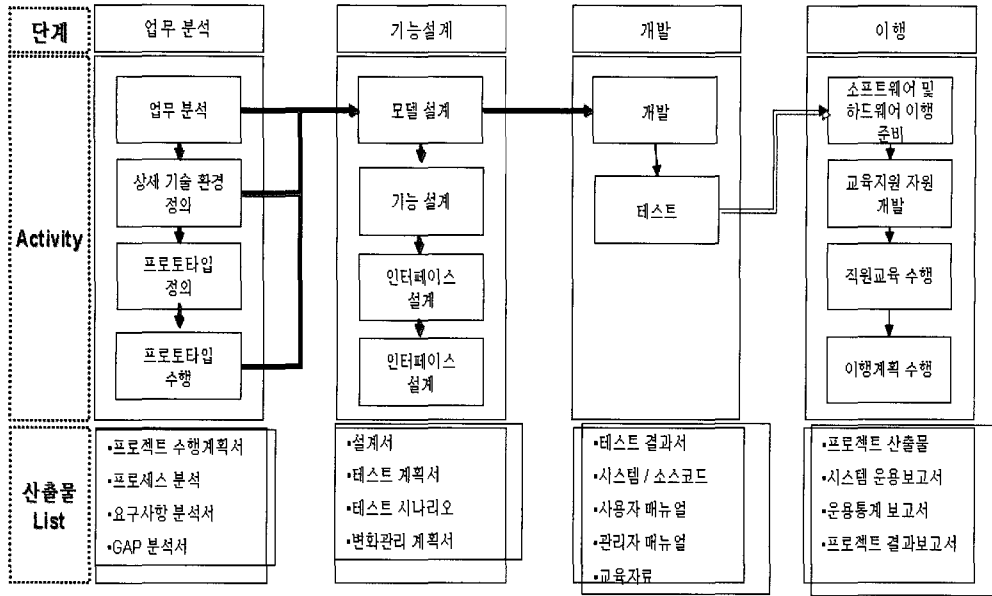 단계
업무 분석
기능설계
개발
이행
Activity
업무 분석
상세 기술 환경
정의
프로토타입
정의
프로토타입
수행
모델 설계
기능 설계
인터페이스
설계
인터페이스
설계
개발
테스트
소프트웨어 및
하드웨어 이행
준비
교육지원 자원
개발
직원교육 수행
이행계획 수행
산출물
List
▪프로젝트 수행계획서
▪프로세스 분석
▪요구사항 분석서
▪GAP 분석서
▪설계서
▪테스트 계획서
▪테스트 시나리오
▪변화관리 계획서
▪테스트 결과서
▪시스템 / 소스코드
▪사용자 매뉴얼
▪관리자 매뉴얼
▪교육자료
▪프로젝트 산출물
▪시스템 운용보고서
▪운용통계 보고서
▪프로젝트 결과보고서